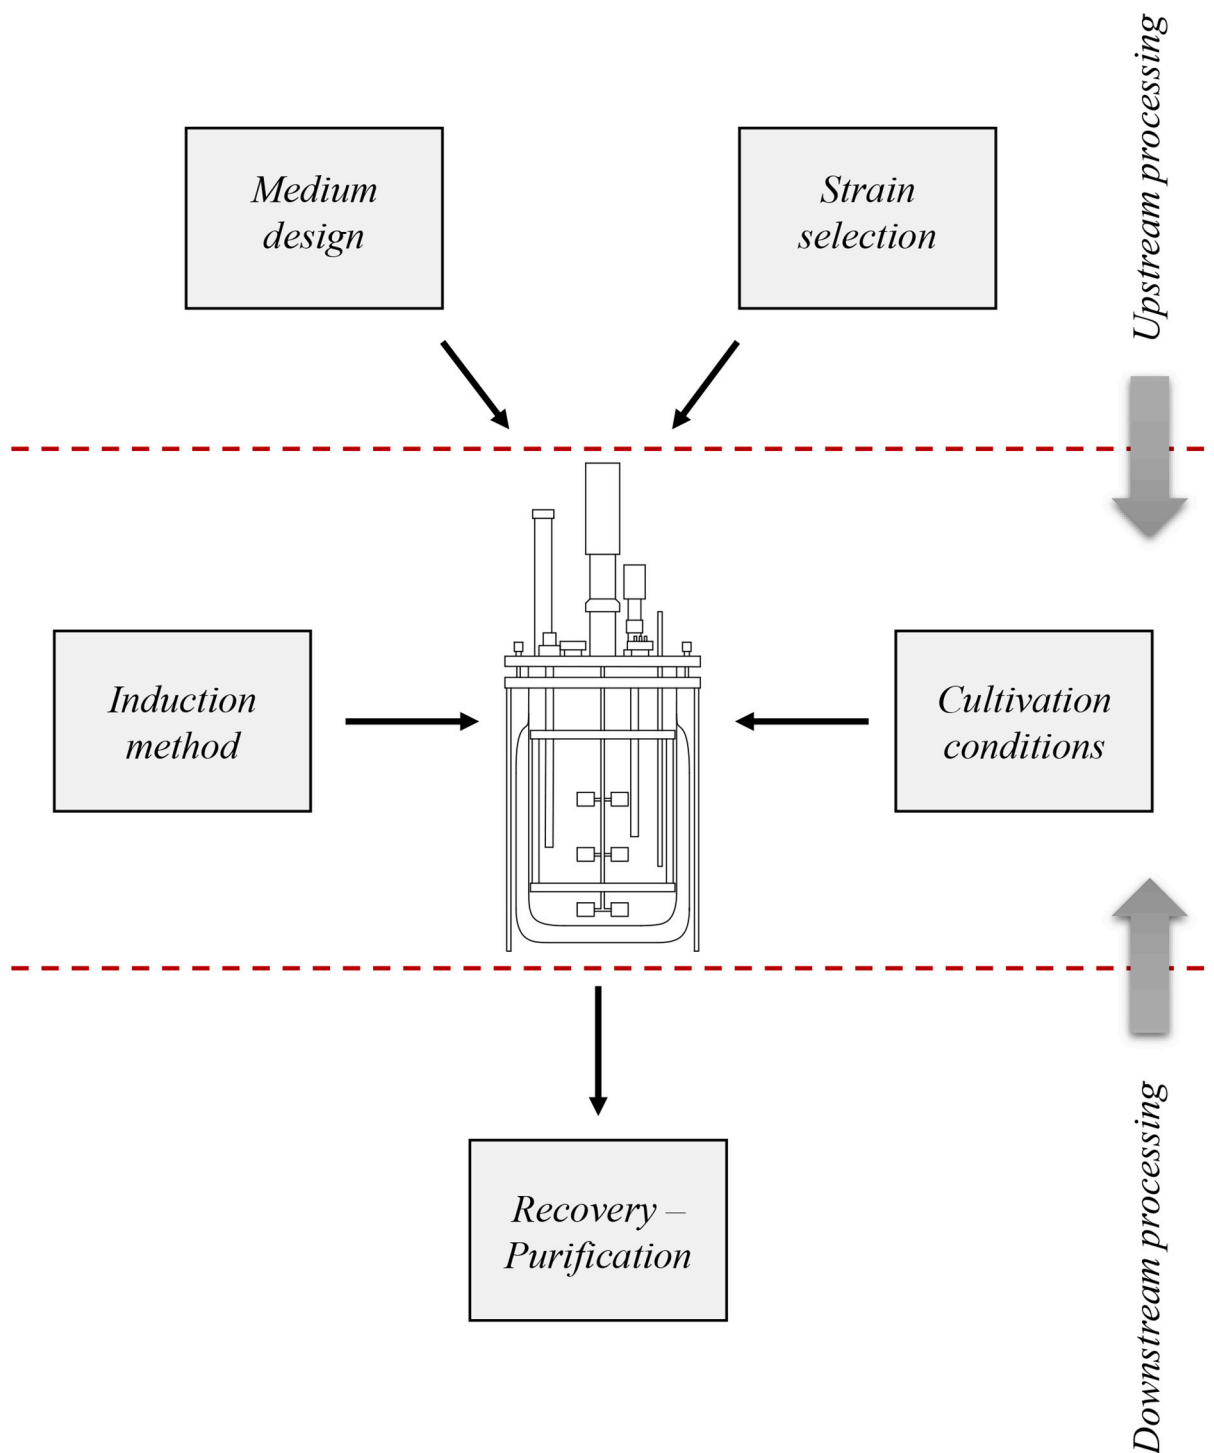 Medium
design
Strain
selection
Upstream processing
Induction
method
Cultivation
conditions
Recovery –
Purification
Downstream processing